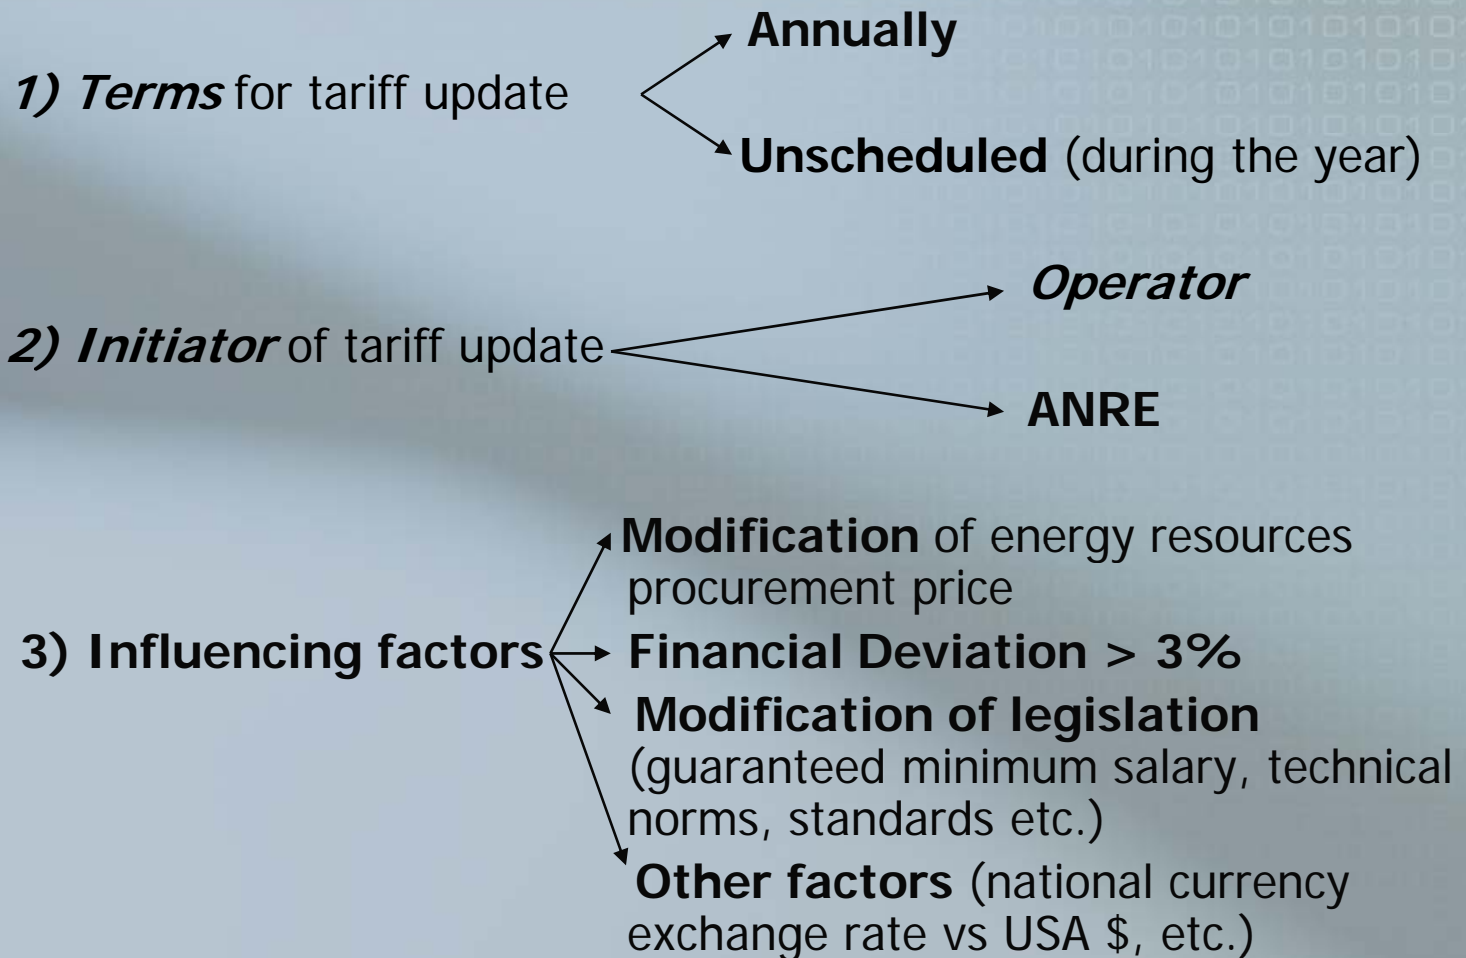 Annually
1) Terms for tariff update
Unscheduled (during the year)
Operator
2) Initiator of tariff update
ANRE
Modification of energy resources
procurement price
3) Influencing factors
Financial Deviation > 3%
Modification of legislation
(guaranteed minimum salary, technical
norms, standards etc.)
Other factors (national currency
exchange rate vs USA $, etc.)